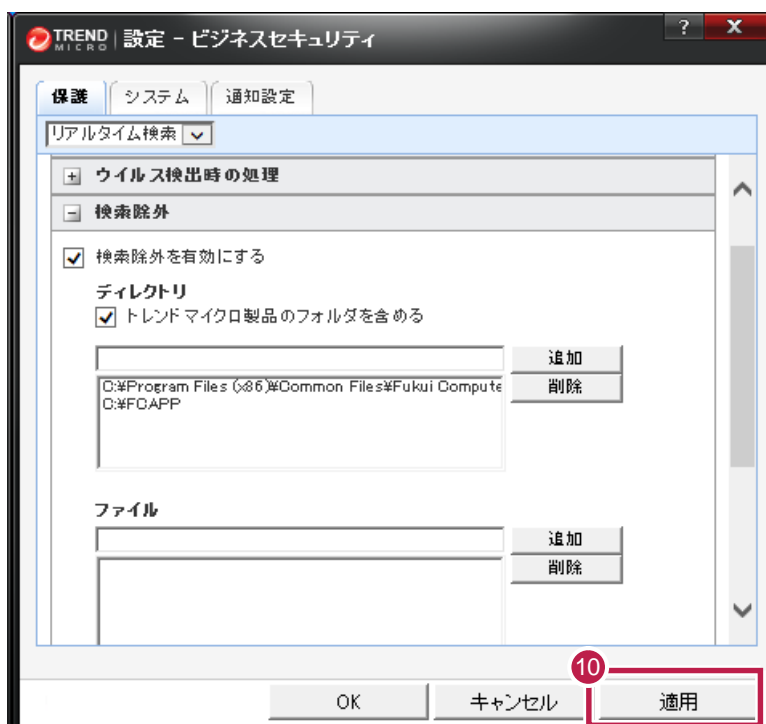 TREND MICRO 設定 - ビジネスセキュリティ ? X
保護 システム 通知設定
リアルタイム検索
+ ウイルス検出時の処理
- 検索除外
検索除外を有効にする
ディレクトリ
トレンドマイクロ製品のフォルダを含める
追加
C:¥Program Files (x86)¥Common Files¥Fukui Compute
削除
C:¥FCAPP
ファイル
追加
削除
10
OK キャンセル 適用